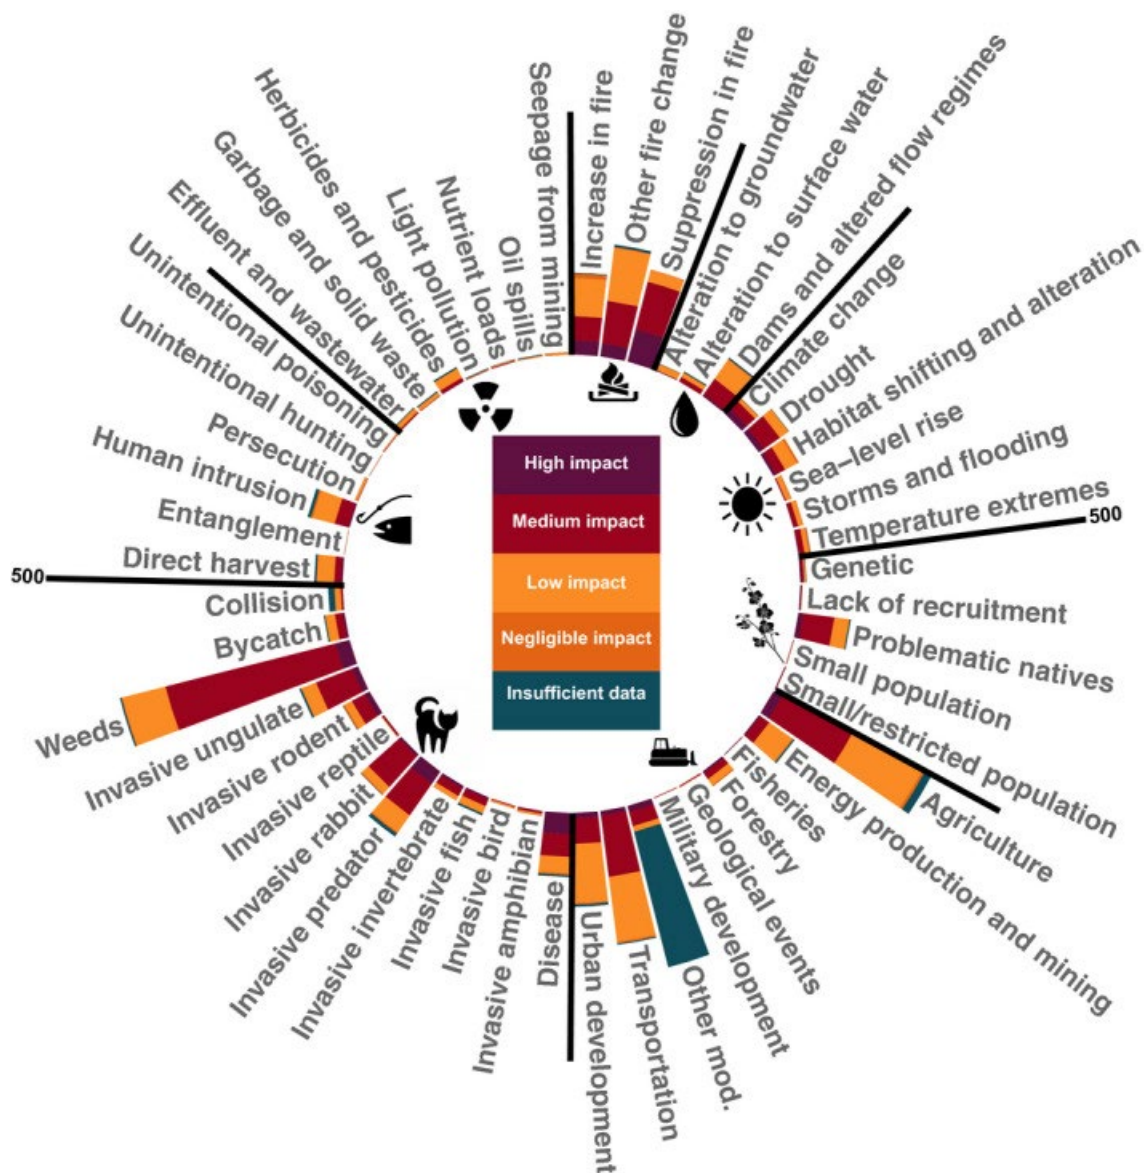 Increase in fire
Other fire change
Suppression in fire
Alteration to groundwater
Alteration to surface water
Dams and altered flow regimes
Climate change
Drought
Habitat shifting and alteration
Sea–level rise
Storms and flooding
Temperature extremes
500
Genetic
Lack of recruitment
Problematic natives
Small population
Small/restricted population
Agriculture
Energy production and mining
Fisheries
Forestry
Geological events
Military development
Other mod.
Transportation
Urban development
Disease
Invasive amphibian
Invasive bird
Invasive fish
Invasive invertebrate
Invasive predator
Invasive rabbit
Invasive reptile
Invasive rodent
Invasive ungulate
Weeds
Bycatch
Collision
500
Direct harvest
Entanglement
Human intrusion
Persecution
Unintentional hunting
Unintentional poisoning
Effluent and wastewater
Garbage and solid waste
Herbicides and pesticides
Light pollution
Nutrient loads
Oil spills
Seepage from mining
High impact
Medium impact
Low impact
Negligible impact
Insufficient data